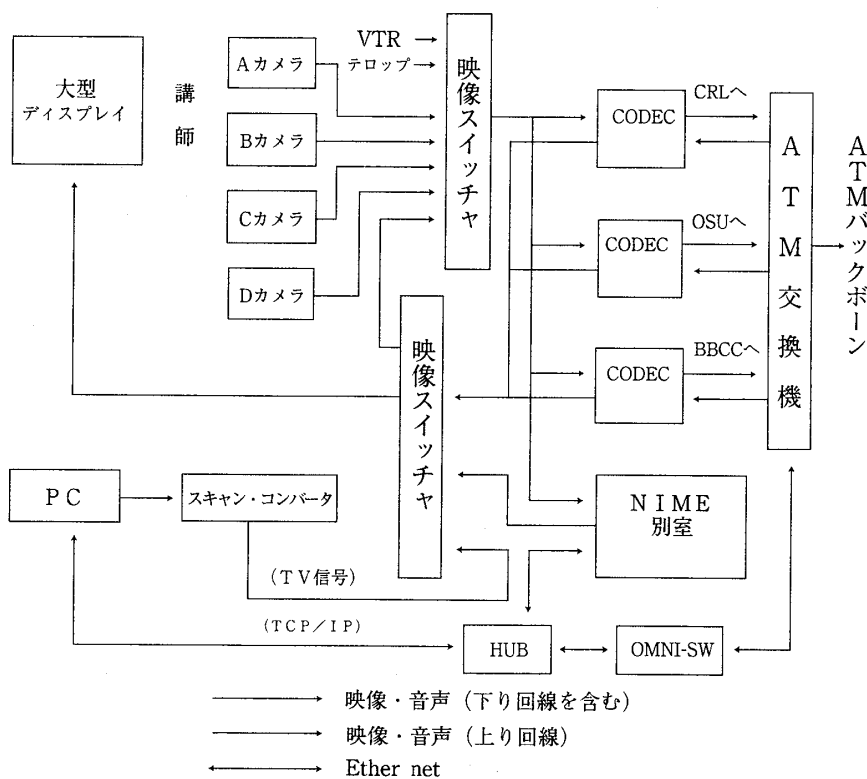 大型
ディスプレイ
講師
Aカメラ
Bカメラ
Cカメラ
Dカメラ
VTR
テロップ
映像スイッチャ
CODEC
CRLへ
CODEC
OSUへ
CODEC
BBCCへ
ATM交換機
ATMバックボーン
映像スイッチャ
PC
スキャン・コンバータ
(TV信号)
NIME
別室
(TCP/IP)
HUB
OMNI-SW
映像・音声(下り回線を含む)
映像・音声(上り回線)
Ether net